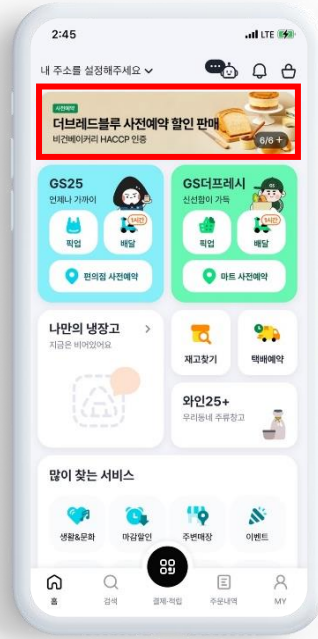 2:45
LTE
내 주소를 설정해주세요
사전예약
더브레드블루 사전예약 할인 판매
비건베이커리 HACCP 인증
6/6 +
GS25
언제나 가까이
픽업
1시간
배달
편의점 사전예약
GS더프레시
신선함이 가득
픽업
1시간
배달
마트 사전예약
나만의 냉장고
지금은 비어있어요
재고찾기
택배예약
와인25+
우리동네 주류창고
많이 찾는 서비스
생활&문화
마감할인
주변매장
이벤트
홈
검색
결제·적립
주문내역
MY